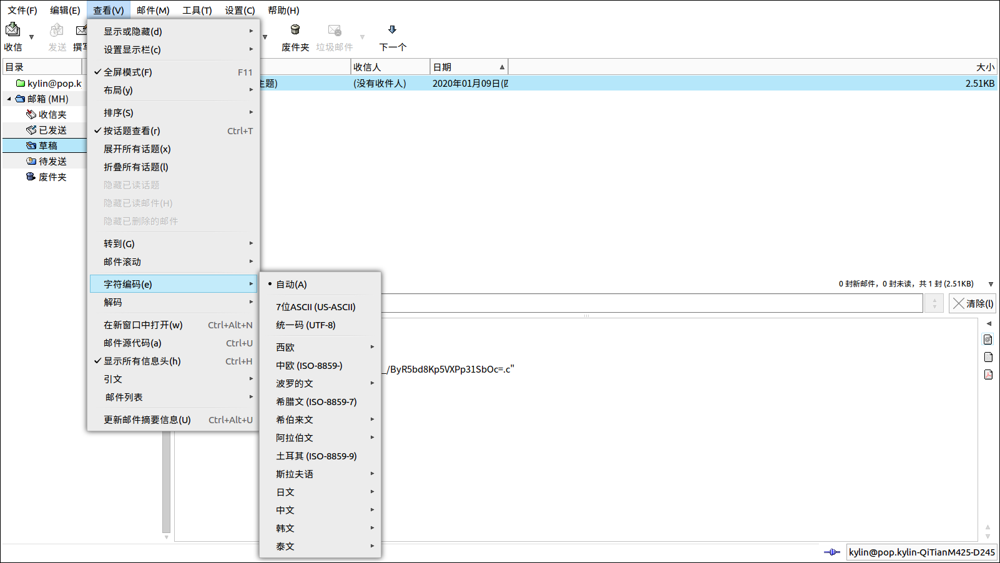 文件(F) 编辑(E) 查看(V) 邮件(M) 工具(T) 设置(C) 帮助(H)
收信 发送 撰写 废件夹 垃圾邮件 下一个
目录 收信人 日期 大小
kylin@pop.k
主题) (没有收件人) 2020年01月09日( 2.51KB
邮箱 (MH)
收信夹
已发送
草稿
待发送
废件夹
显示或隐藏(d)
设置显示栏(c)
全屏模式(F) F11
布局(y)
排序(S)
按话题查看(r) Ctrl+T
展开所有话题(x)
折叠所有话题(l)
隐藏已读话题
隐藏已读邮件(H)
隐藏已删除的邮件
转到(G)
邮件滚动
字符编码(e)
解码
在新窗口中打开(w) Ctrl+Alt+N
邮件源代码(a) Ctrl+U
显示所有信息头(h) Ctrl+H
引文
邮件列表
更新邮件摘要信息(U) Ctrl+Alt+U
自动(A)
7位ASCII (US-ASCII)
统一码 (UTF-8)
西欧
中欧 (ISO-8859-)
波罗的文
希腊文 (ISO-8859-7)
希伯来文
阿拉伯文
土耳其 (ISO-8859-9)
斯拉夫语
日文
中文
韩文
泰文
0 封新邮件，0 封未读，共 1 封 (2.51KB)
清除(l)
_/ByR5bd8Kp5VXPp31SbOc=.c"
kylin@pop.kylin-QiTianM425-D245